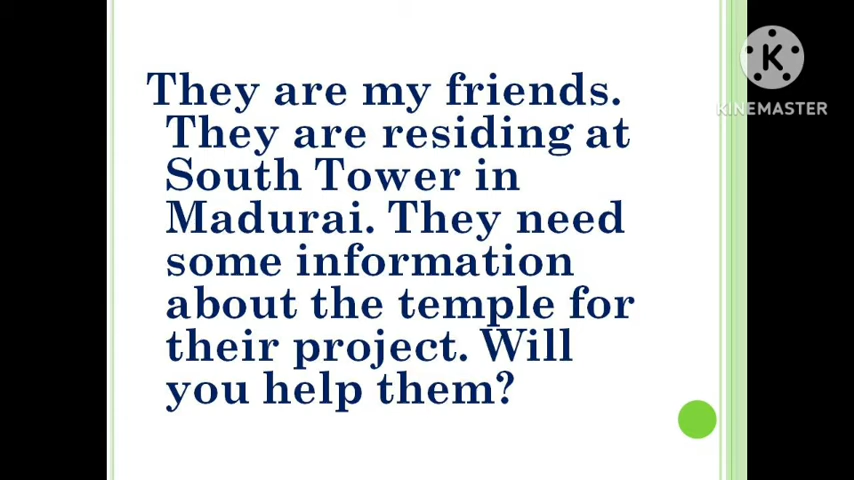 They are my friends.
They are residing at
South Tower in
Madurai. They need
some information
about the temple for
their project. Will
you help them?
K
KINEMASTER